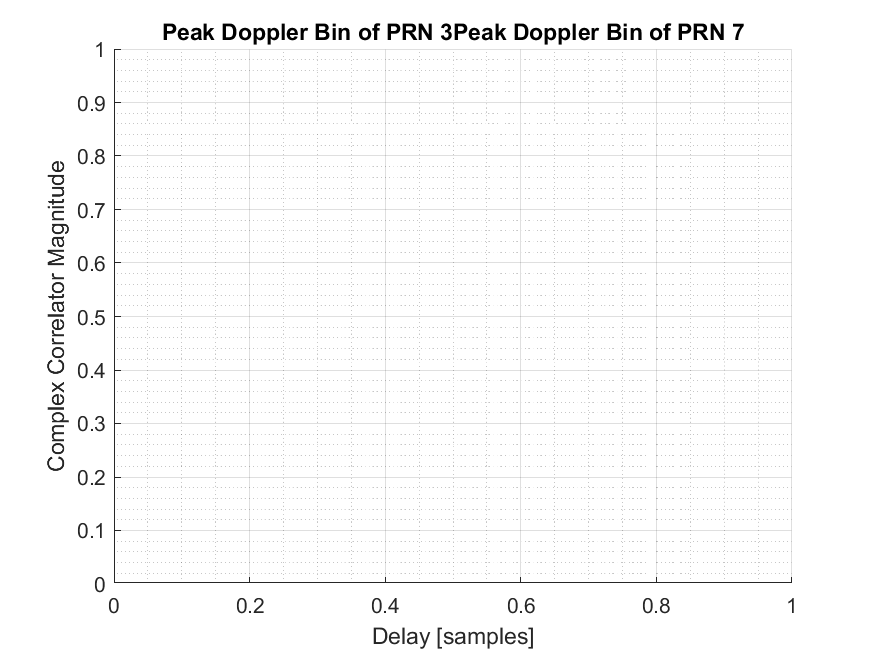 Peak Doppler Bin of PRN 3Peak Doppler Bin of PRN 7
1
0.9
0.8
0.7
0.6
0.5
0.4
0.3
0.2
0.1
0
Complex Correlator Magnitude
0 0.2 0.4 0.6 0.8 1
Delay [samples]